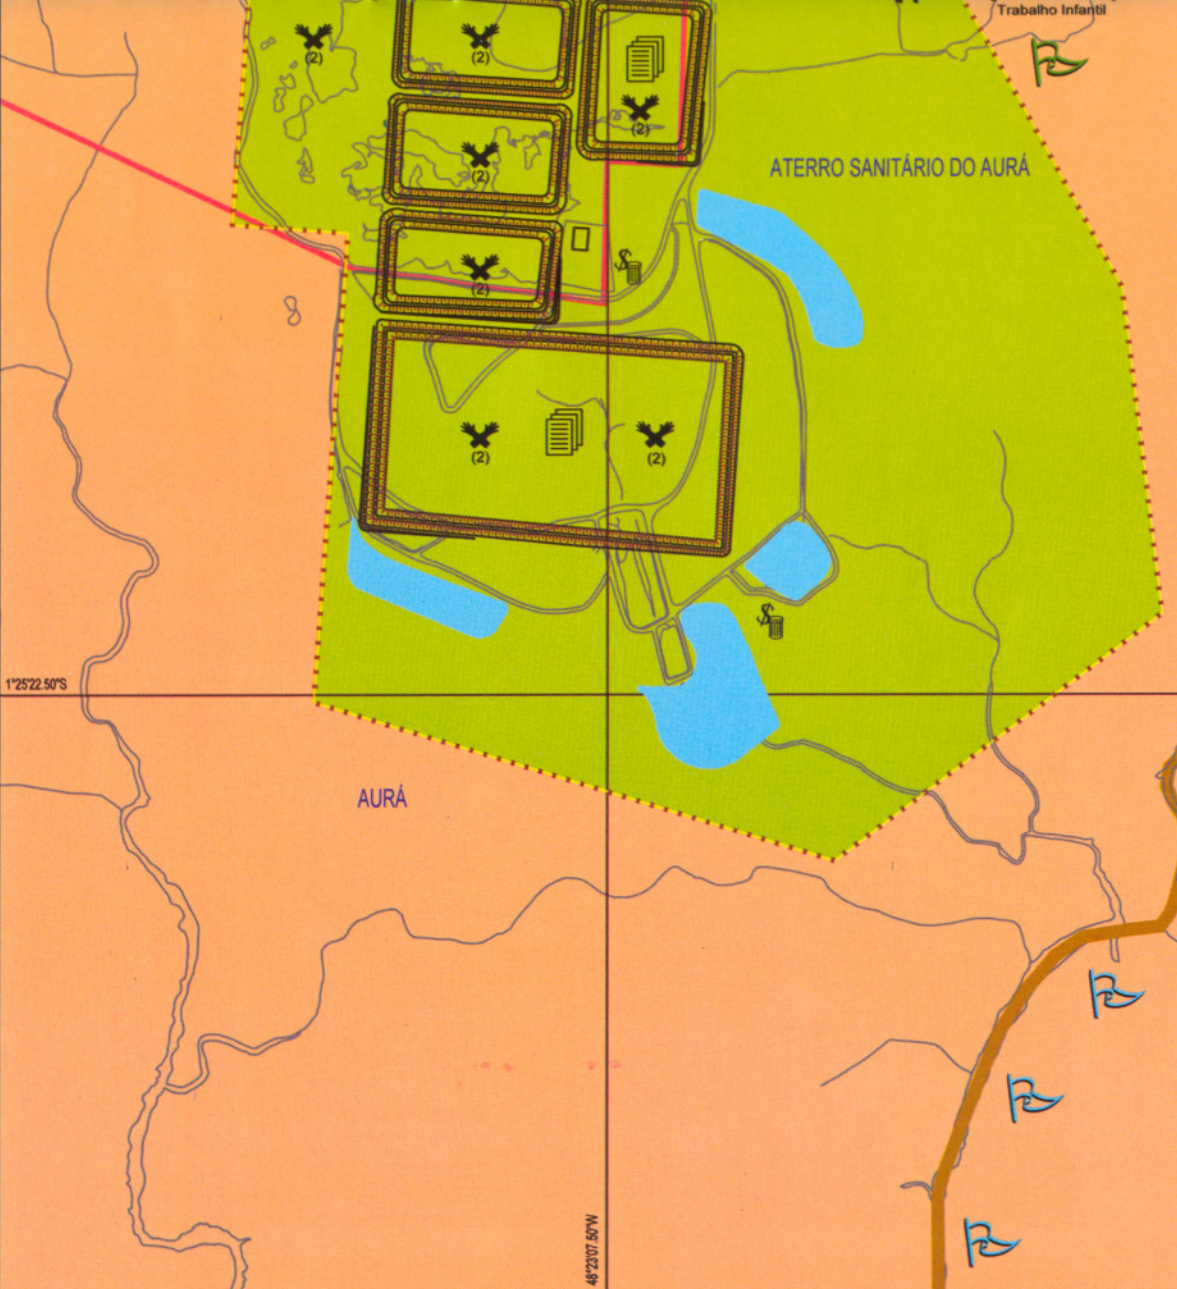 Trabalho Infantil
(2)
(2)
(2)
(2)
ATERRO SANITÁRIO DO AURÁ
(2)
(2)
(2)
1°25'22.50"S
AURÁ
48°23'07.50"W